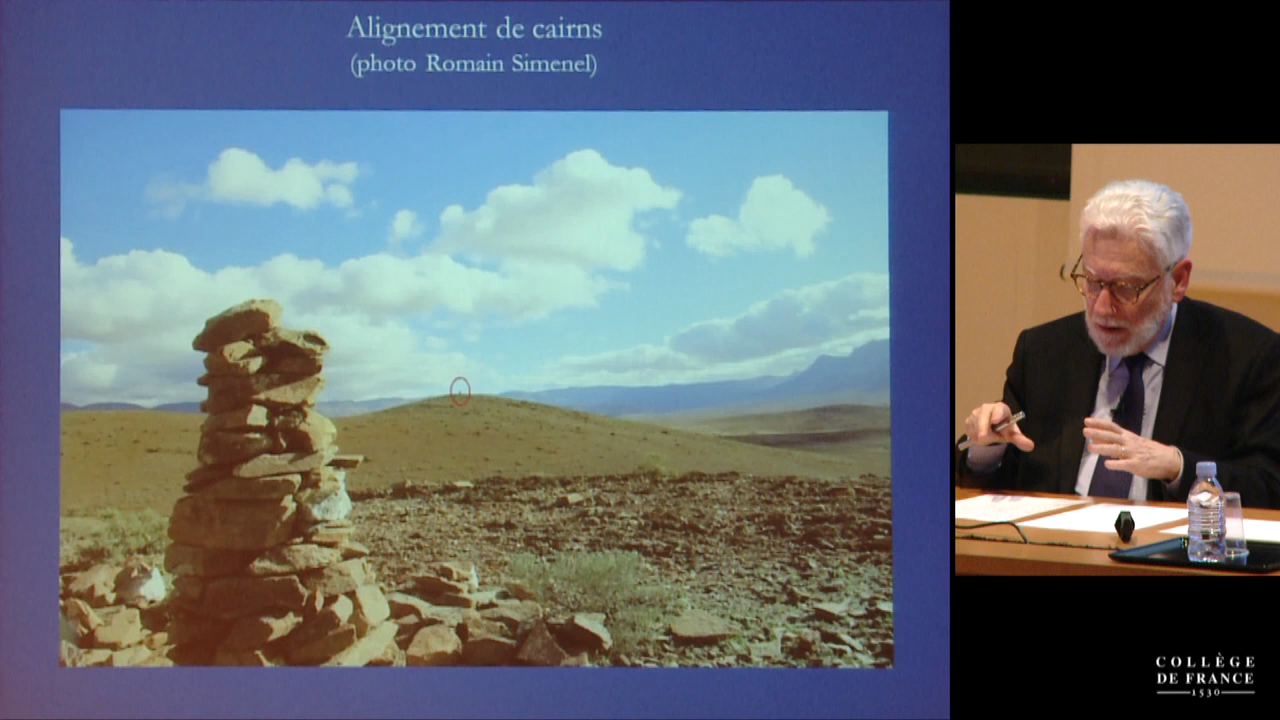 Alignement de cairns
(photo Romain Simenel)
COLLÈGE
DE FRANCE
1530